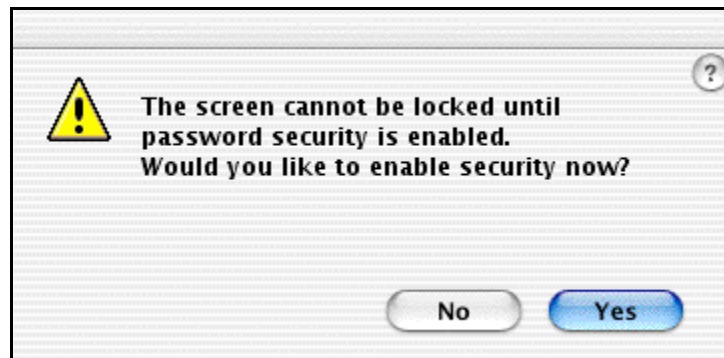 ?
The screen cannot be locked until
password security is enabled.
Would you like to enable security now?
No Yes